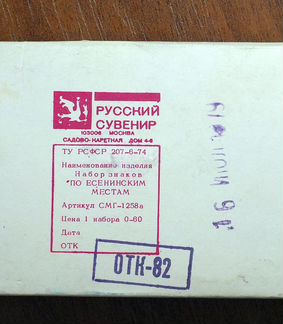 РУССКИЙ
СУВЕНИР
103006 МОСКВА
САДОВО-КАРЕТНАЯ ДОМ 4-6
ТУ РСФСР 207-6-74
Наименование изделия
Набор знаков
"ПО ЕСЕНИНСКИМ
МЕСТАМ
Артикул СМГ-1258а
Цена 1 набора 0-60
Дата
ОТК
ОТК-82